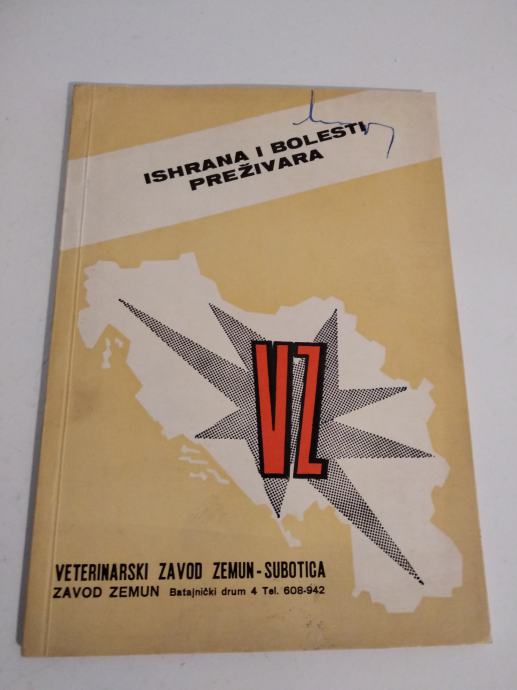 ISHRANA I BOLESTI
PREŽIVARA
VZ
VETERINARSKI ZAVOD ZEMUN-SUBOTICA
ZAVOD ZEMUN Batajnički drum 4 Tel. 608-942